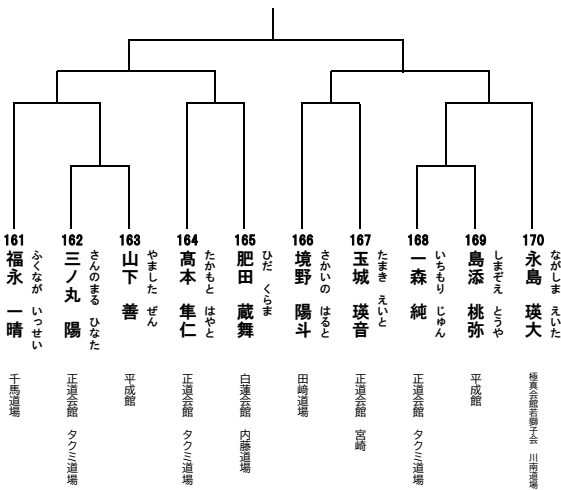 161
福永 一晴
ふくなが いっせい
千馬道場
162
三ノ丸 陽
さんのまる ひなた
正道会館 タクミ道場
163
山下 善
やました ぜん
平成館
164
髙本 隼仁
たかもと はやと
正道会館 タクミ道場
165
肥田 蔵舞
ひだ くらま
白蓮会館 内藤道場
166
境野 陽斗
さかいの はると
田﨑道場
167
玉城 瑛音
たまき えいと
正道会館 宮崎
168
一森 純
いちもり じゅん
正道会館 タクミ道場
169
島添 桃弥
しまぞえ とうや
平成館
170
永島 瑛大
ながしま えいた
極真会館若獅子会 川南道場